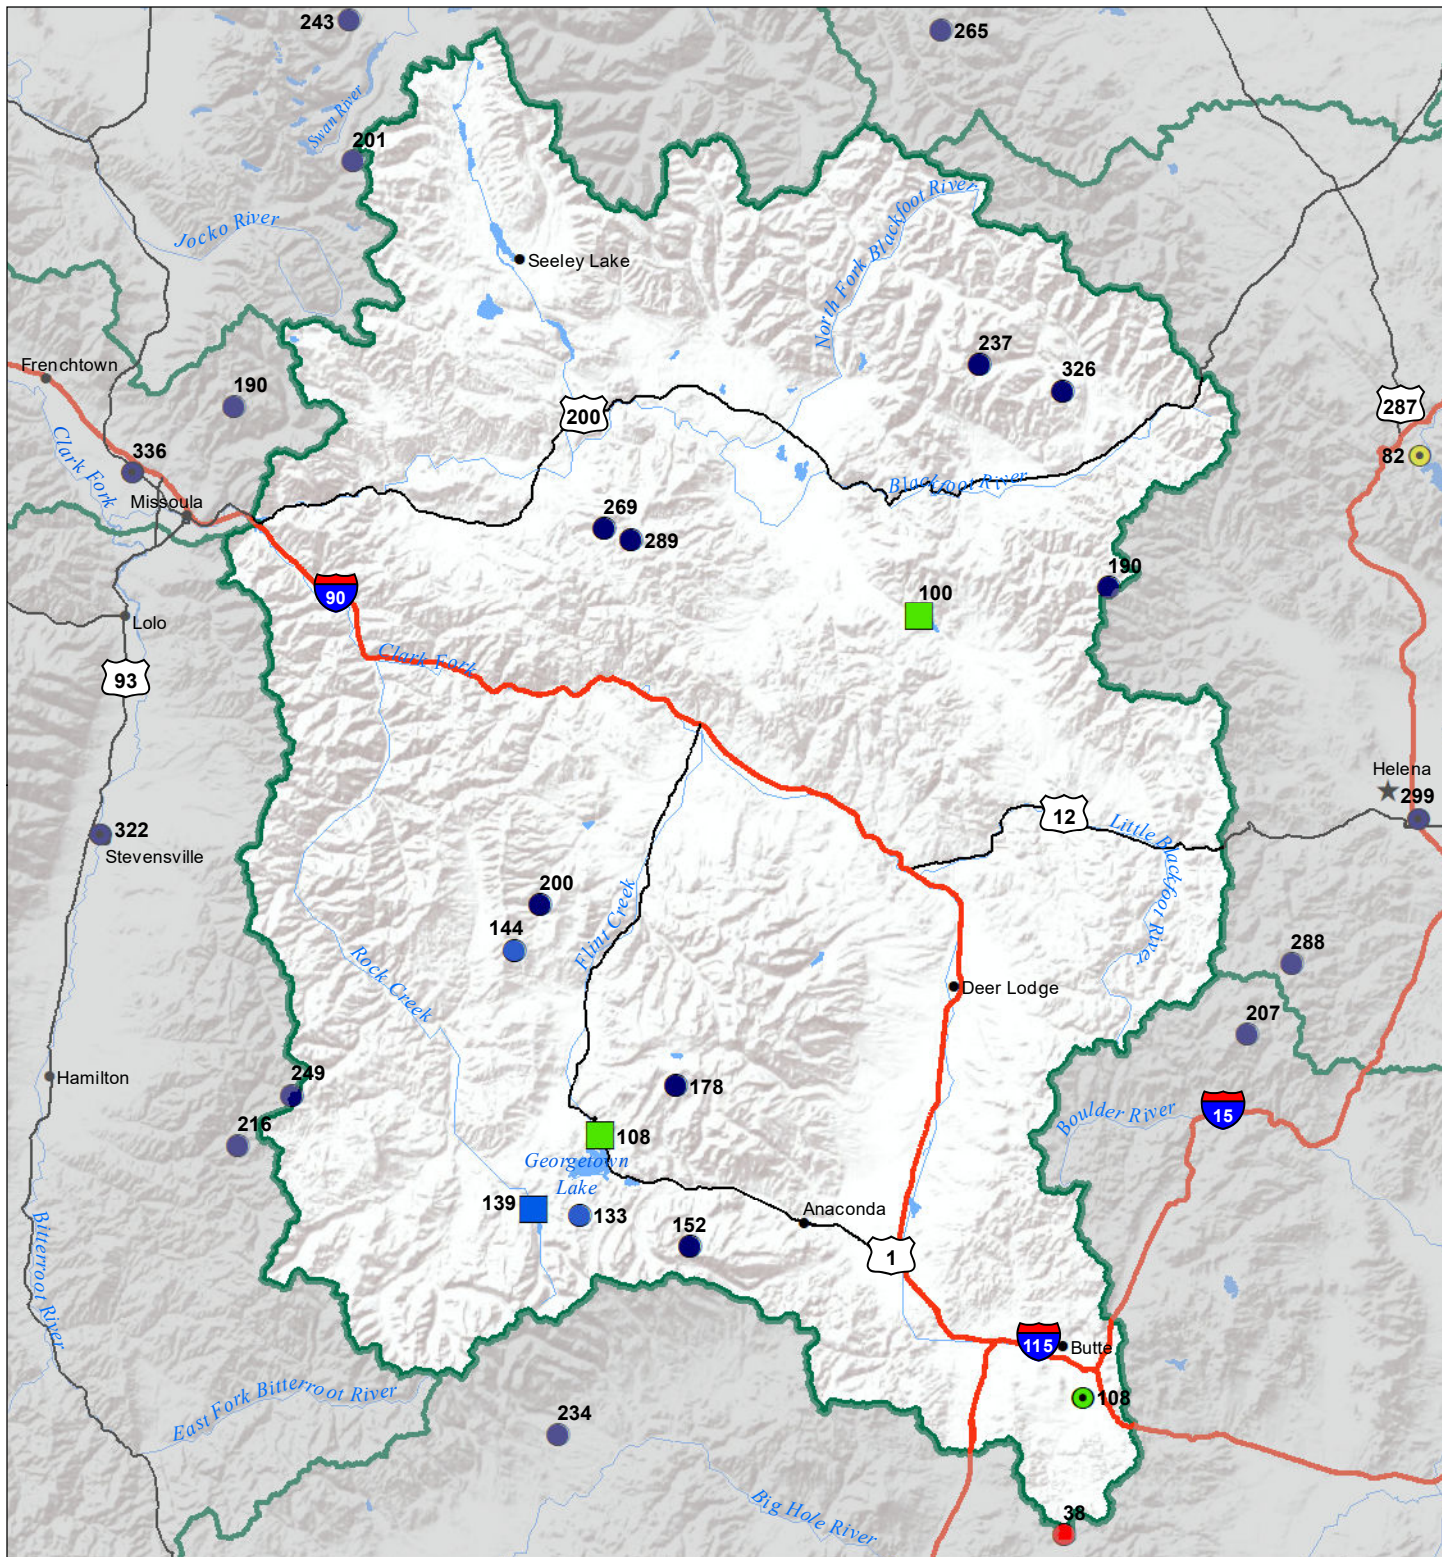 243
265
Swan River
201
Jocko River
North Fork Blackfoot River
Seeley Lake
237
326
Frenchtown
190
200
287
336
82
Clark Fork
Missoula
Blackfoot River
269
289
190
90
100
Lolo
Clark Fork
93
Helena
299
12
Little Blackfoot River
322
Stevensville
200
Flint Creek
144
Rock Creek
288
Deer Lodge
207
249
Hamilton
178
15
Boulder River
216
108
Georgetown
Lake
139
133
Anaconda
152
1
Bitterroot River
115
Butte
East Fork Bitterroot River
108
234
Big Hole River
38